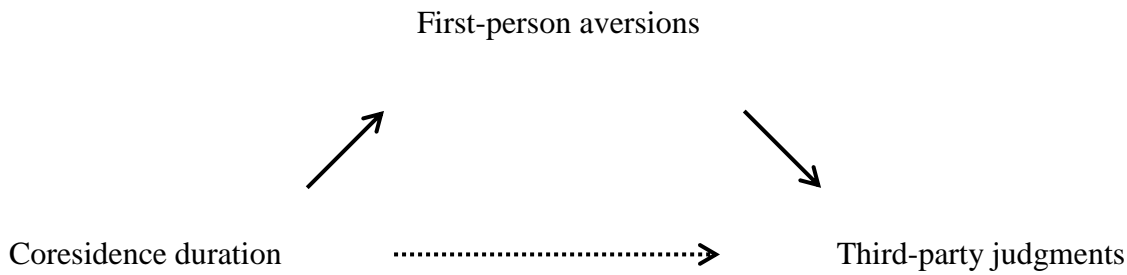 First-person aversions
Coresidence duration
Third-party judgments